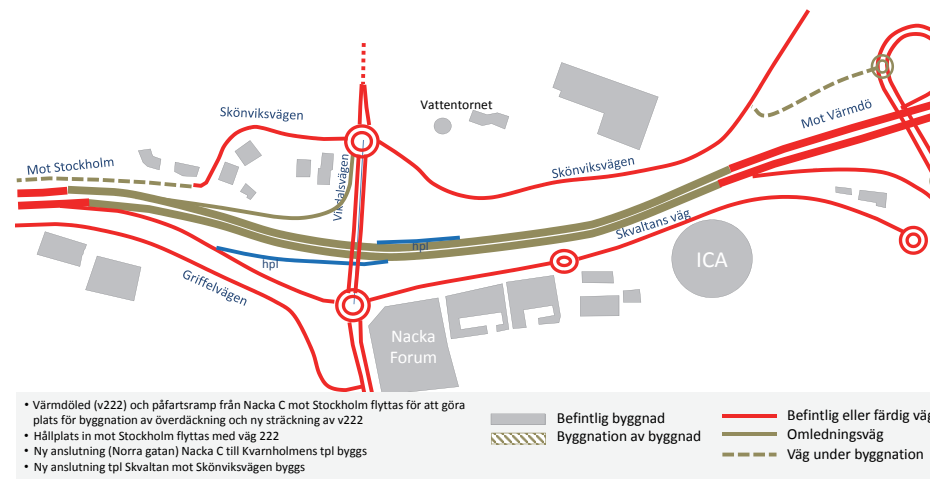 Vattentornet
Skönviksvägen
Mot Värmdö
Mot Stockholm
Skönviksvägen
Vikdalsvägen
Skvaltans väg
hpl
hpl
ICA
Griffelvägen
Nacka
Forum
• Värmdöled (v222) och påfartsramp från Nacka C mot Stockholm flyttas för att göra
plats för byggnation av överdäckning och ny sträckning av v222
• Hållplats in mot Stockholm flyttas med väg 222
• Ny anslutning (Norra gatan) Nacka C till Kvarnholmens tpl byggs
• Ny anslutning tpl Skvaltan mot Skönviksvägen byggs
Befintlig byggnad
Byggnation av byggnad
Befintlig eller färdig väg
Omledningsväg
Väg under byggnation